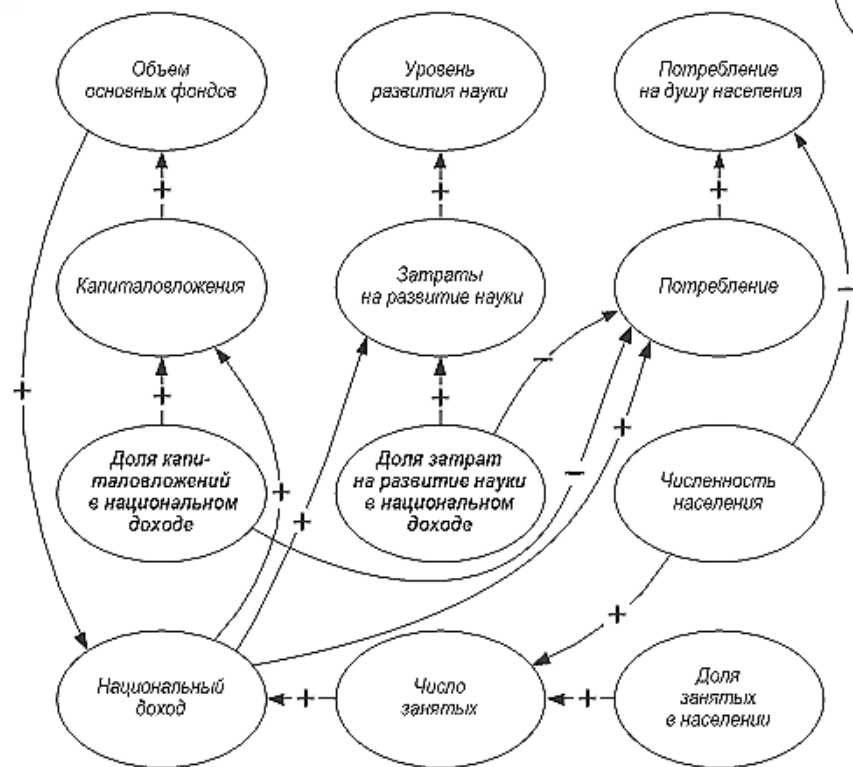 Объем
основных фондов
Уровень
развития науки
Потребление
на душу населения
+
+
+
Капиталовложения
Затраты
на развитие науки
Потребление
–
–
+
+
+
+
–
Доля капи-
таловложений
в национальном
доходе
Доля затрат
на развитие науки
в национальном
доходе
Численность
населения
+
+
+
Национальный
доход
+
Число
занятых
+
Доля
занятых
в населении